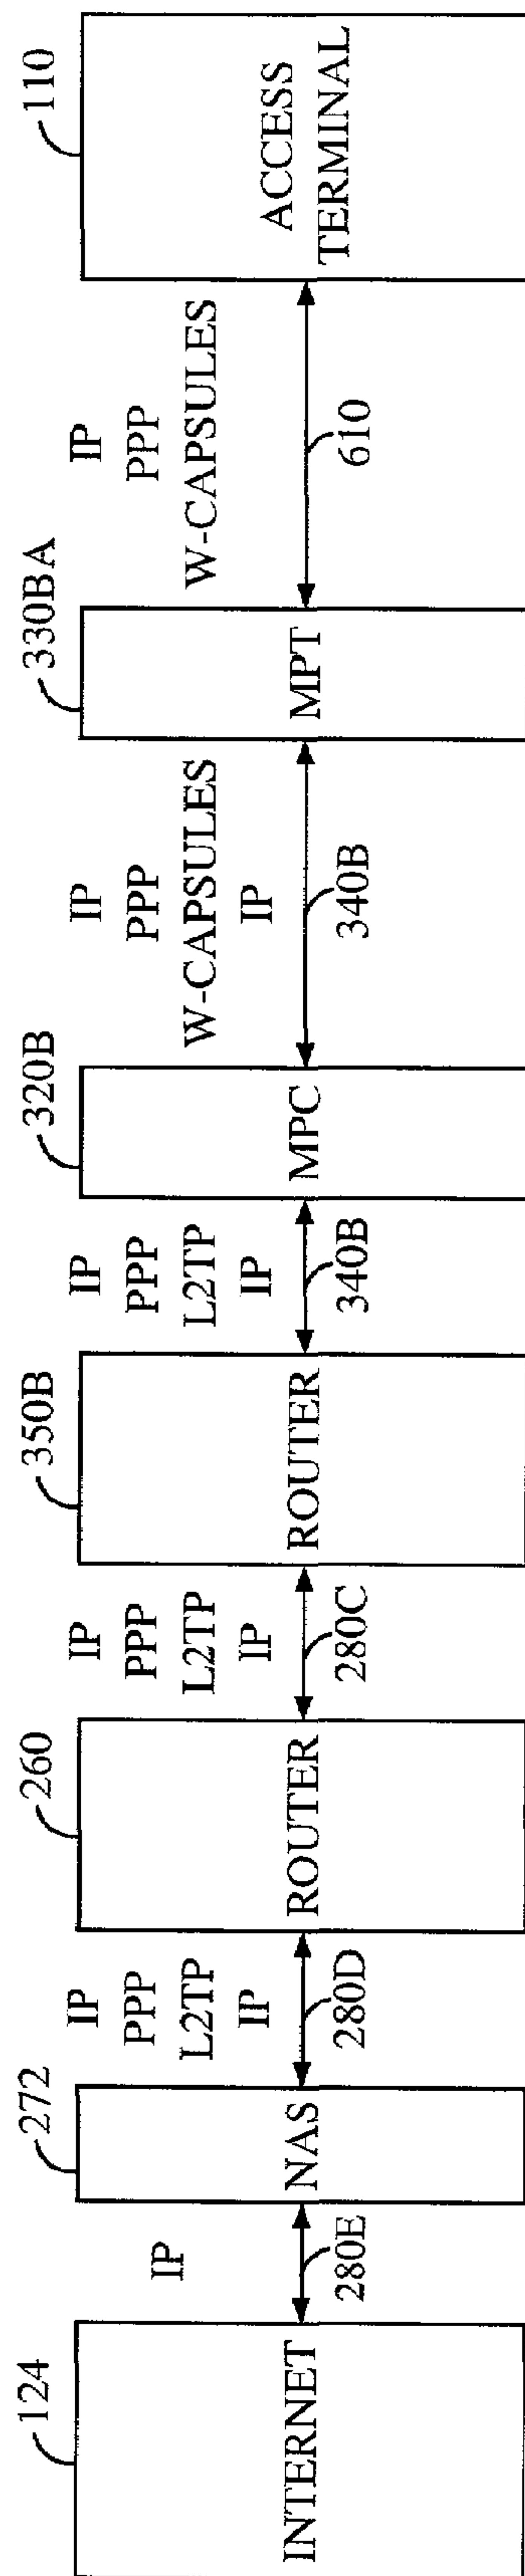 124
INTERNET
IP
280E
272
NAS
IP
PPP
L2TP
IP
280D
260
ROUTER
IP
PPP
L2TP
IP
280C
350B
ROUTER
IP
PPP
L2TP
IP
340B
320B
MPC
IP
PPP
W-CAPSULES
IP
340B
330BA
MPT
IP
PPP
W-CAPSULES
610
110
ACCESS
TERMINAL